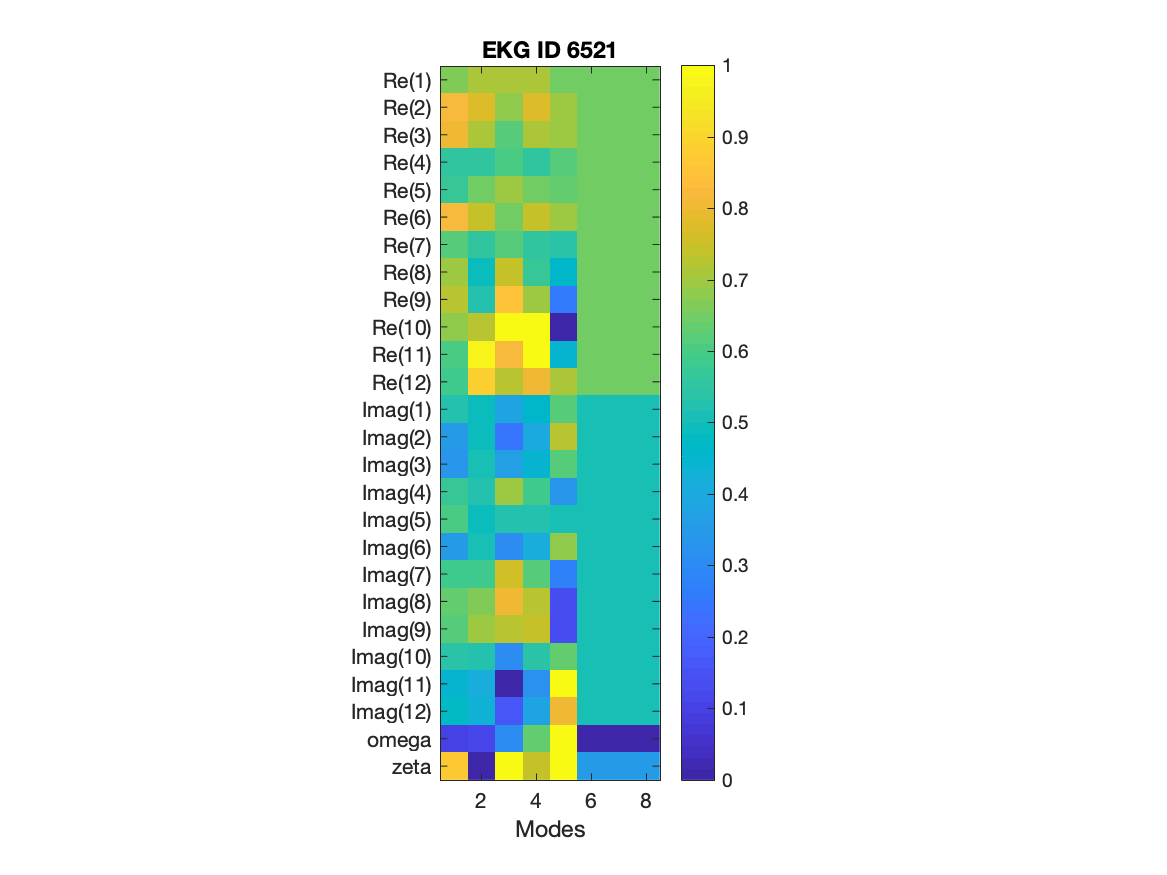 EKG ID 6521
Re(1)
Re(2)
Re(3)
Re(4)
Re(5)
Re(6)
Re(7)
Re(8)
Re(9)
Re(10)
Re(11)
Re(12)
Imag(1)
Imag(2)
Imag(3)
Imag(4)
Imag(5)
Imag(6)
Imag(7)
Imag(8)
Imag(9)
Imag(10)
Imag(11)
Imag(12)
omega
zeta
2 4 6 8
Modes
1
0.9
0.8
0.7
0.6
0.5
0.4
0.3
0.2
0.1
0